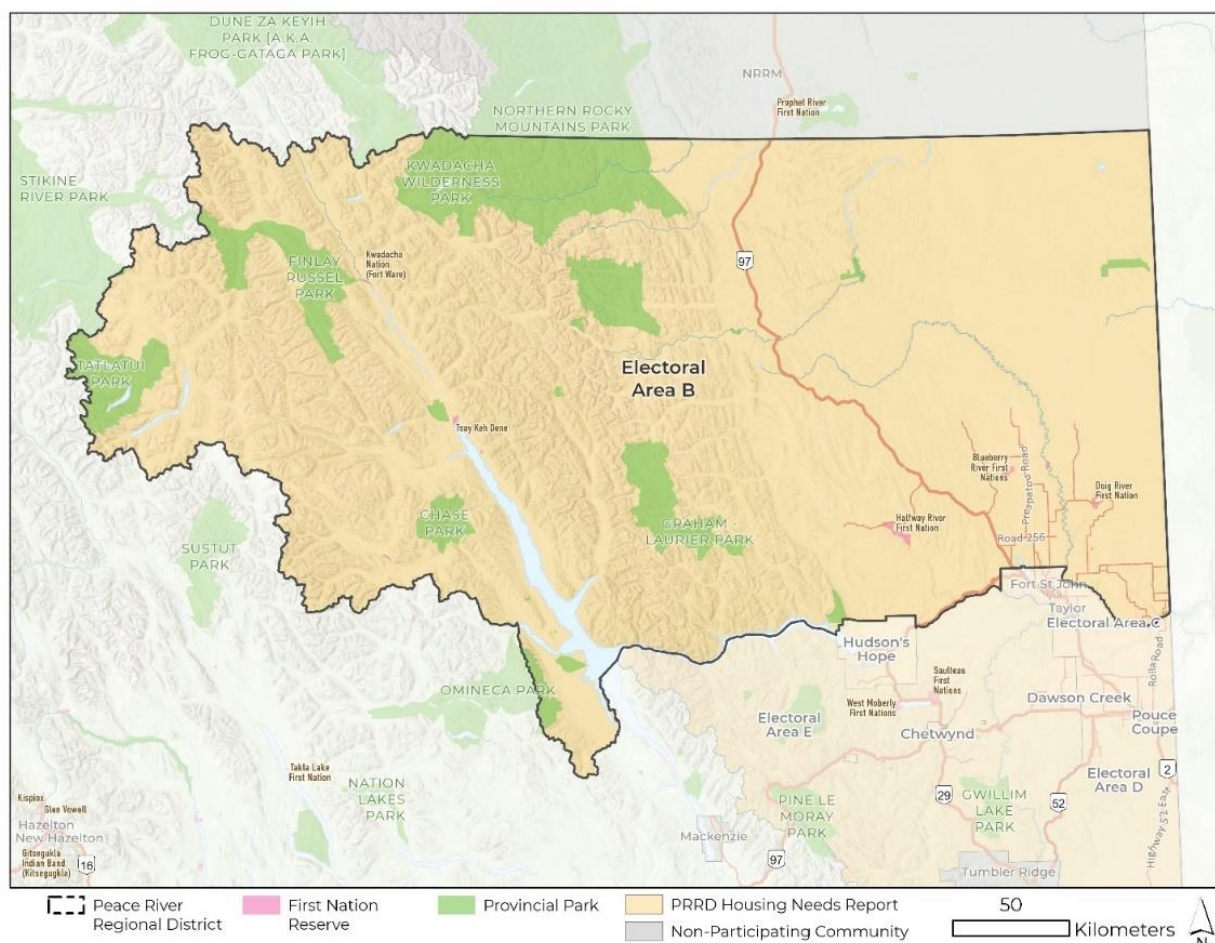 DUNE ZA KEYIH
PARK [A.K.A.
FROG-GATAGA PARK]
NRRM
Prophet River
First Nation
NORTHERN ROCKY
MOUNTAINS PARK
KWADACHA
WILDERNESS
PARK
STIKINE
RIVER PARK
Kwadacha
Nation
(Fort Ware)
FINLAY
RUSSEL
PARK
97
TATLATUI
PARK
Electoral
Area B
Tsay Keh Dene
Blueberry
River First
Nations
Prespatou Road
Doig River
First Nation
CHASE
PARK
GRAHAM -
LAURIER PARK
Halfway River
First Nation
Road 256
SUSTUT
PARK
Fort St John
Taylor
Electoral Area C
Hudson's
Hope
Rolla
Road
Saulteau
First
Nations
OMINECA PARK
West Moberly
First Nations
Dawson Creek
Electoral
Area E
Chetwynd
Pouce
Coupe
Takla Lake
First Nation
NATION
LAKES
PARK
Electoral
Area D
2
Kispiox
Glen Vowell
Hazelton
New Hazelton
Gitsegukla
Indian Band
(Kitsegugkla)
16
PINE LE
MORAY
PARK
29
GWILLIM
LAKE
PARK
52
Mackenzie
97
Tumbler Ridge
Highway 52 East
Peace River
Regional District
First Nation
Reserve
Provincial Park
PRRD Housing Needs Report
Non-Participating Community
50
Kilometers
N